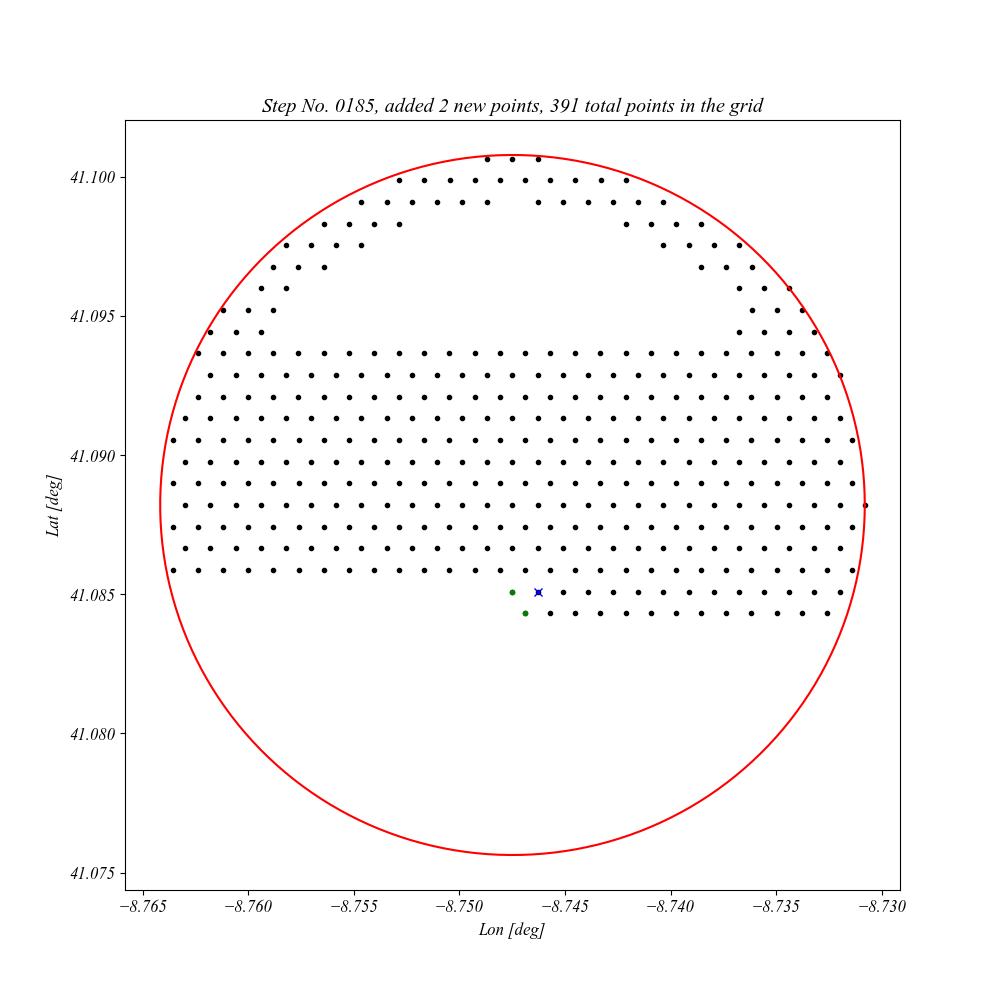 Step No. 0185, added 2 new points, 391 total points in the grid
41.100
41.095
41.090
41.085
41.080
41.075
Lat [deg]
−8.765 −8.760 −8.755 −8.750 −8.745 −8.740 −8.735 −8.730
Lon [deg]